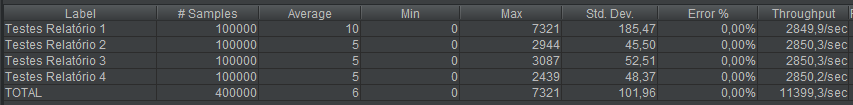 Label # Samples Average Min Max Std. Dev. Error % Throughput
Testes Relatório 1 100000 10 0 7321 185,47 0,00% 2849,9/sec
Testes Relatório 2 100000 5 0 2944 45,50 0,00% 2850,3/sec
Testes Relatório 3 100000 5 0 3087 52,51 0,00% 2850,3/sec
Testes Relatório 4 100000 5 0 2439 48,37 0,00% 2850,2/sec
TOTAL 400000 6 0 7321 101,96 0,00% 11399,3/sec